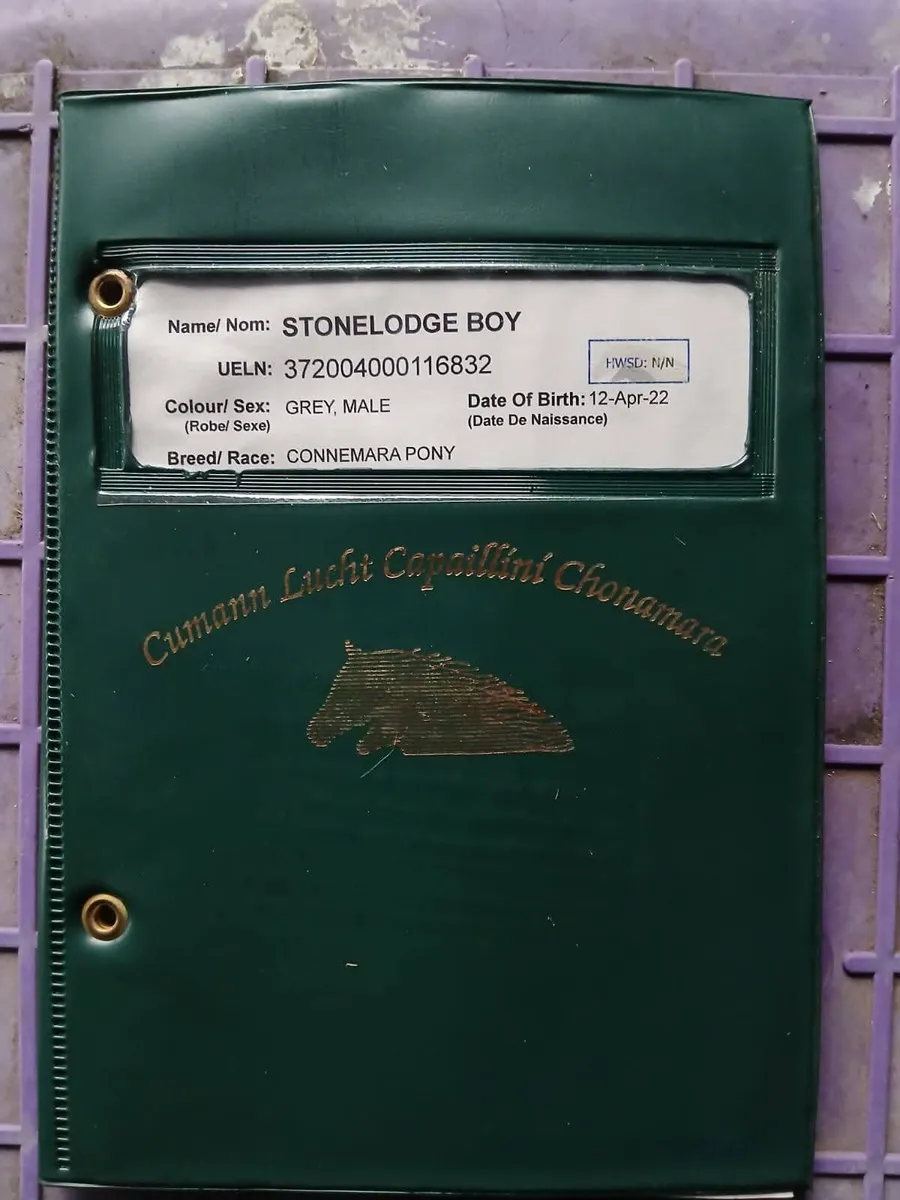 Name/ Nom: STONELODGE BOY
UELN: 372004000116832
HWSD: N/N
Colour/ Sex: GREY, MALE
(Robe/ Sexe)
Date Of Birth: 12-Apr-22
(Date De Naissance)
Breed/ Race: CONNEMARA PONY
Cumann Lucht Capaillíní Chonamara